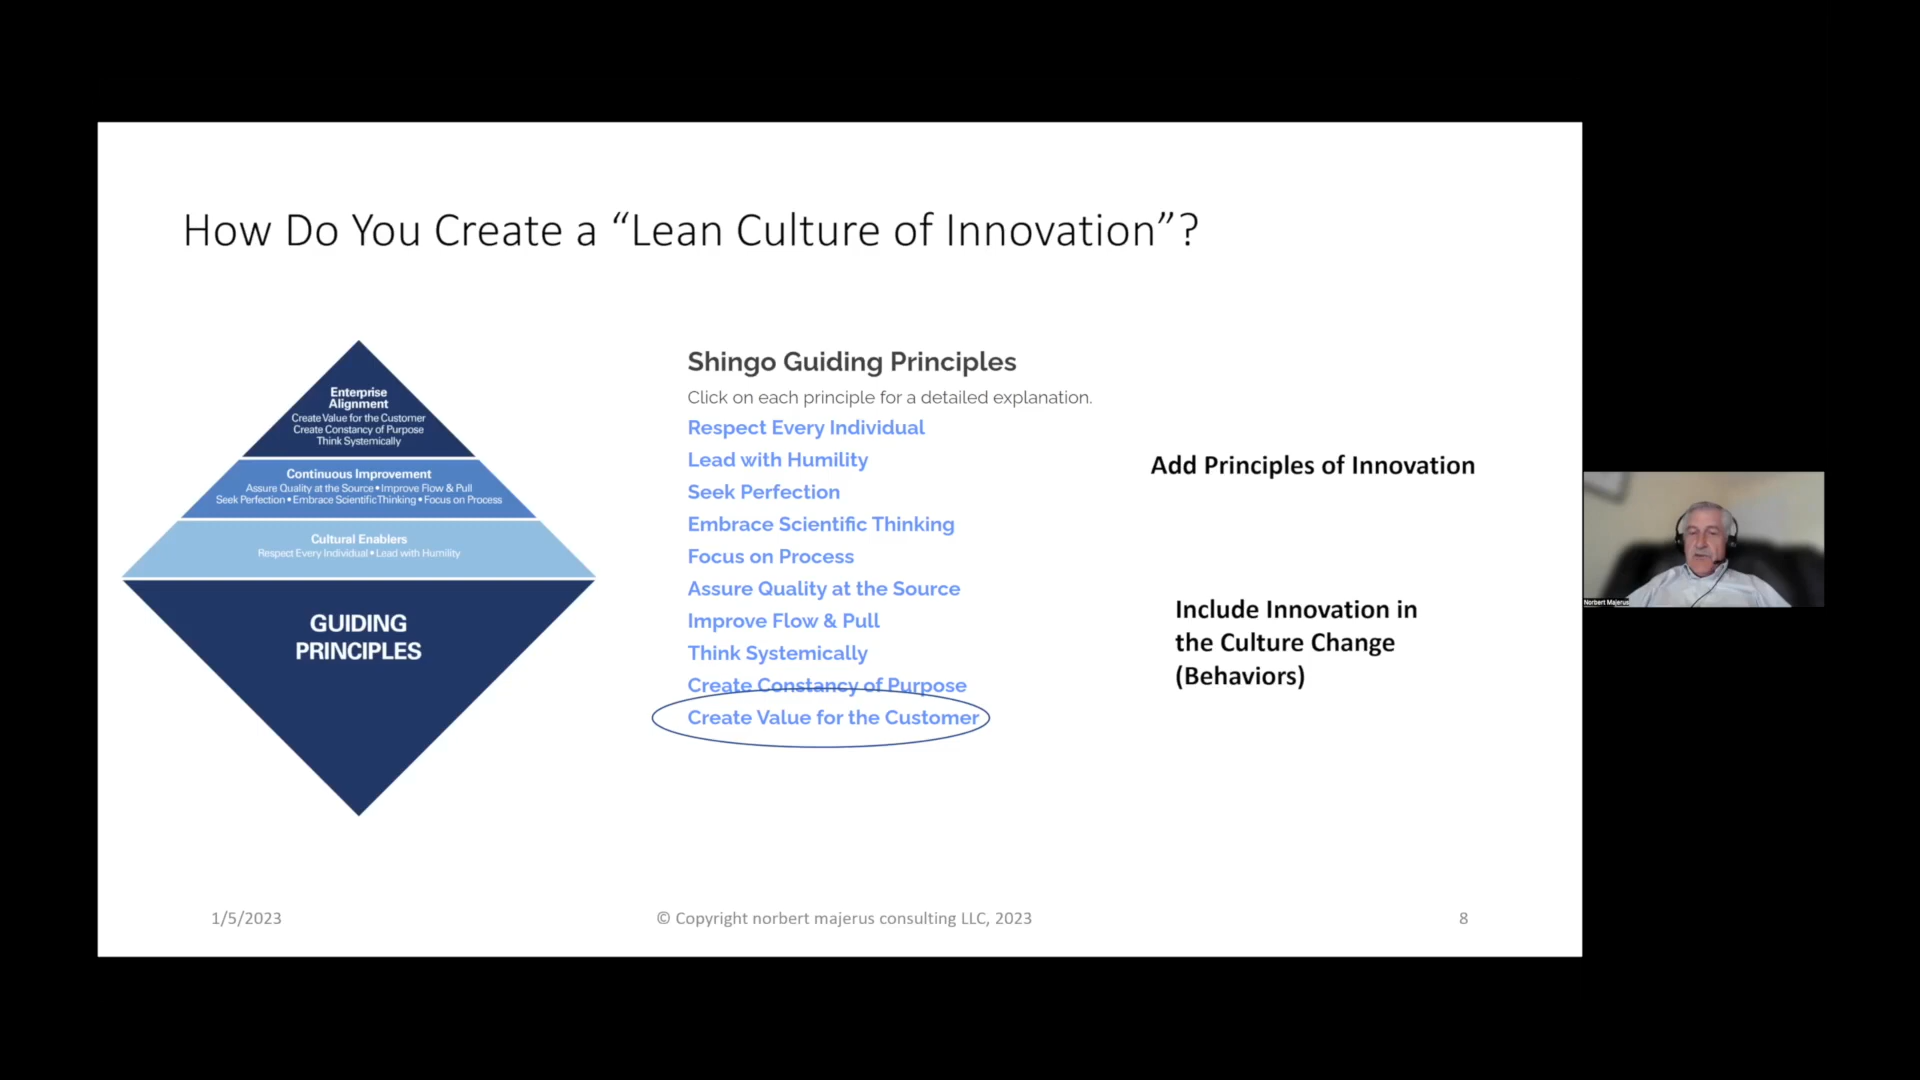 How Do You Create a “Lean Culture of Innovation”?
Enterprise
Alignment
Create Value for the Customer
Create Constancy of Purpose
Think Systemically
Continuous Improvement
Assure Quality at the Source • Improve Flow & Pull
Seek Perfection • Embrace Scientific Thinking • Focus on Process
Cultural Enablers
Respect Every Individual • Lead with Humility
GUIDING
PRINCIPLES
Shingo Guiding Principles
Click on each principle for a detailed explanation.
Respect Every Individual
Lead with Humility
Seek Perfection
Embrace Scientific Thinking
Focus on Process
Assure Quality at the Source
Improve Flow & Pull
Think Systemically
Create Constancy of Purpose
Create Value for the Customer
Add Principles of Innovation
Include Innovation in
the Culture Change
(Behaviors)
Norbert Majerus
1/5/2023
© Copyright norbert majerus consulting LLC, 2023
8